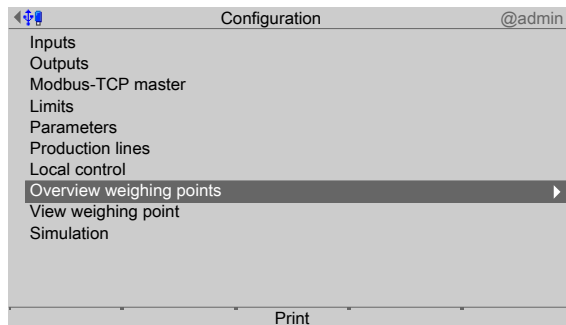 Configuration @admin
Inputs
Outputs
Modbus-TCP master
Limits
Parameters
Production lines
Local control
Overview weighing points
View weighing point
Simulation
Print